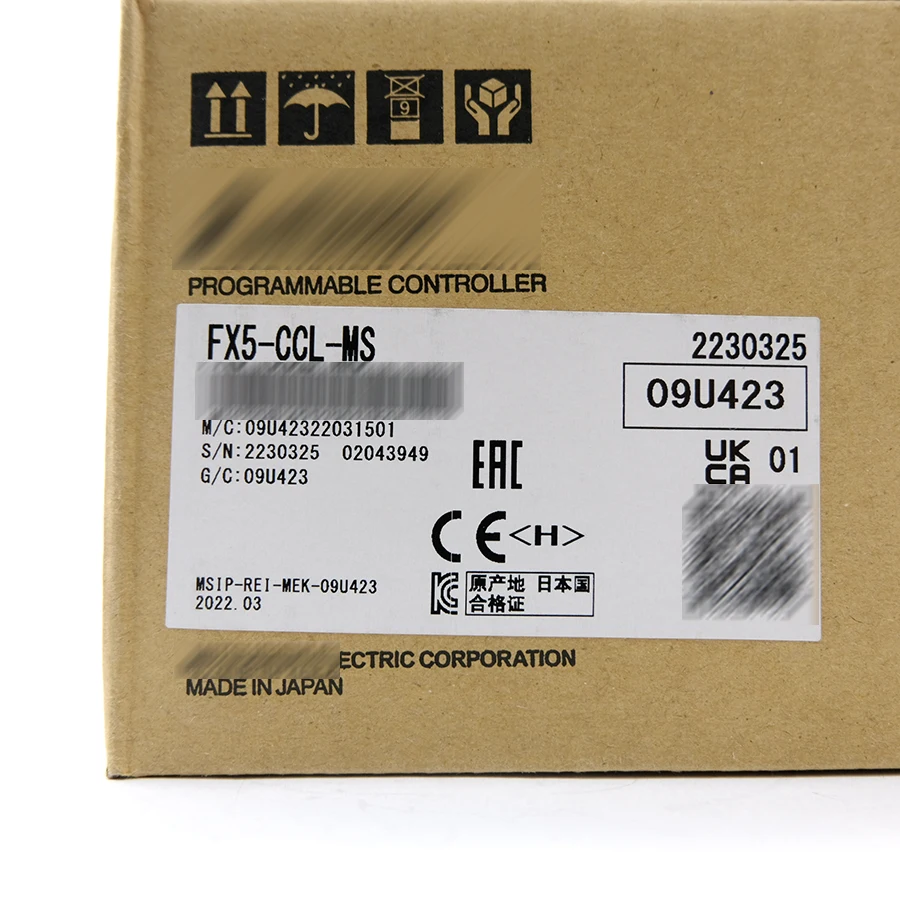 9
PROGRAMMABLE CONTROLLER
FX5-CCL-MS
2230325
09U423
M/C:09U42322031501
S/N:2230325 02043949
G/C:09U423
EAC
UK
CA
01
CE <H>
MSIP-REI-MEK-09U423
2022.03
KC
原产地 日本国
合格证
ECTRIC CORPORATION
MADE IN JAPAN